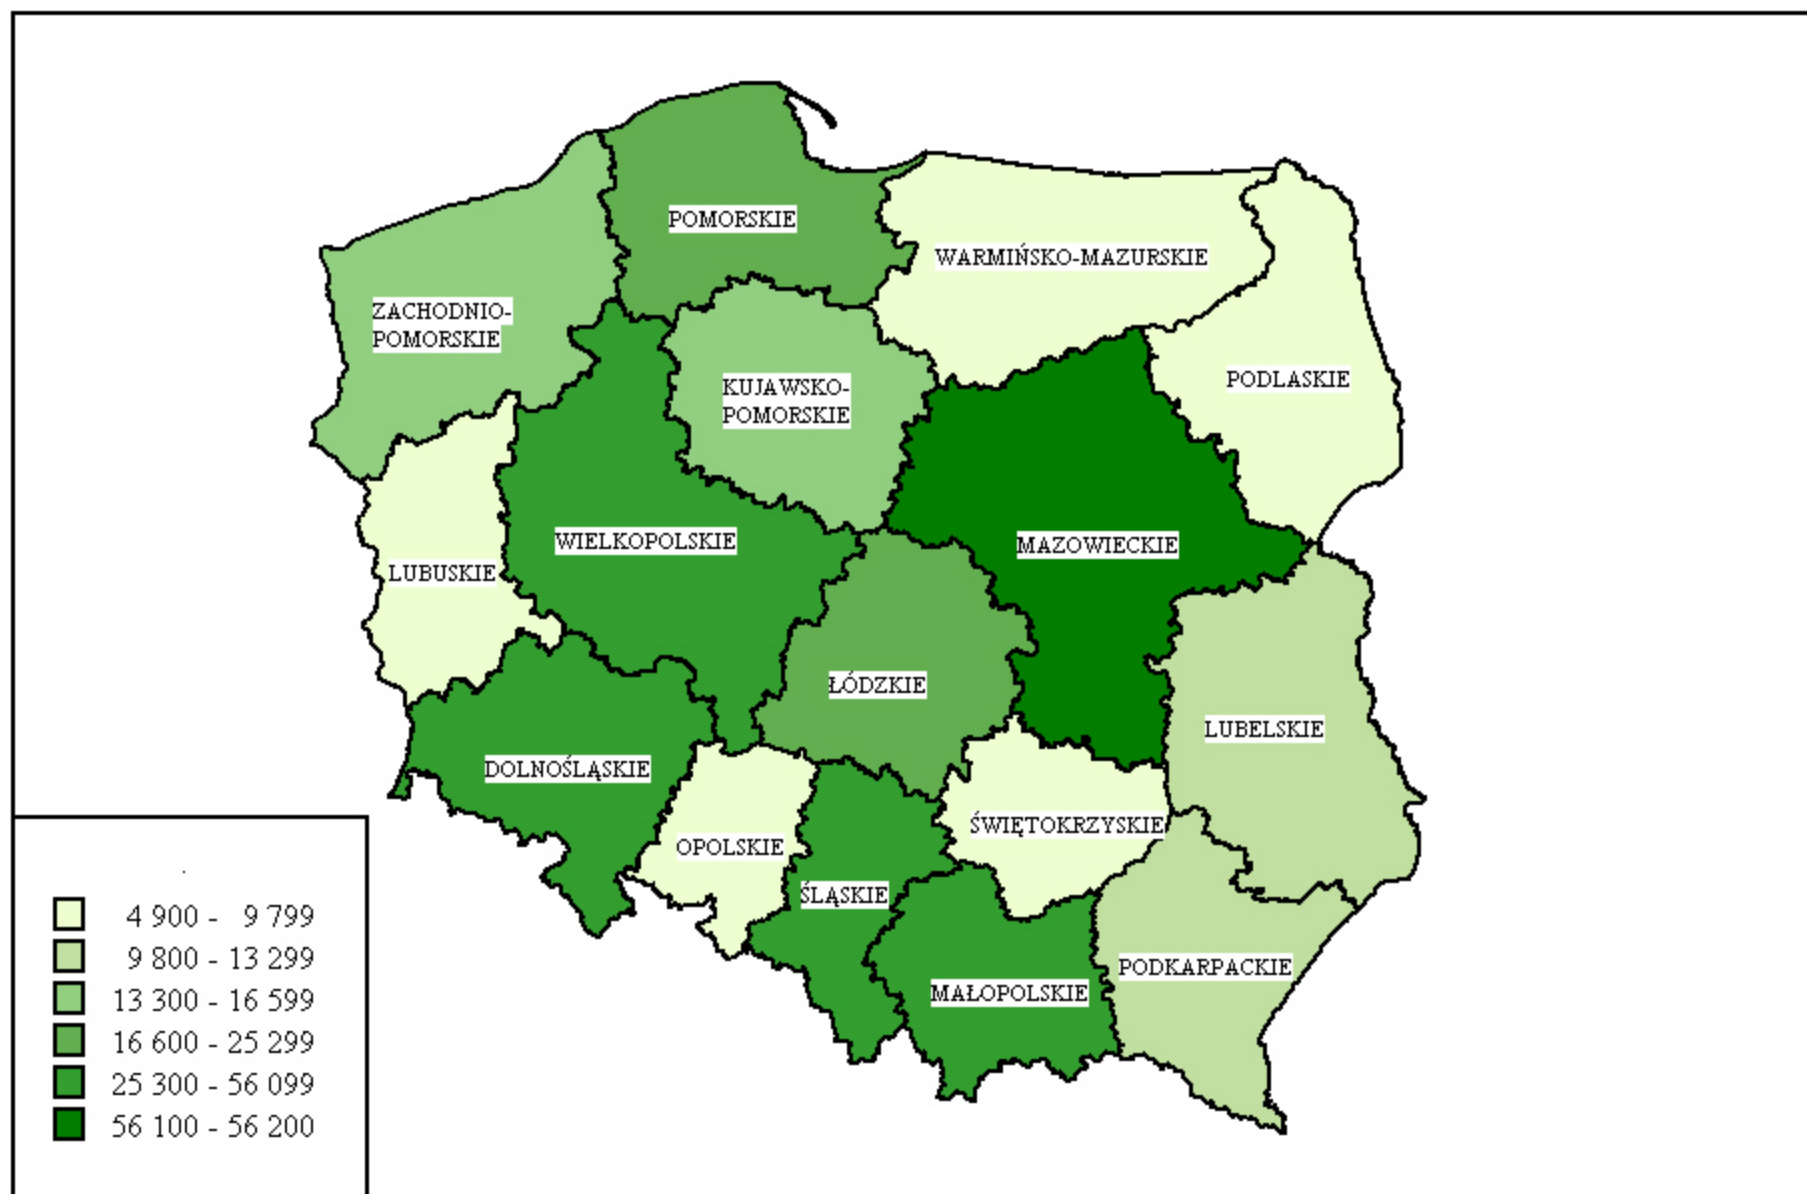 POMORSKIE
WARMIŃSKO-MAZURSKIE
ZACHODNIO-
POMORSKIE
KUJAWSKO-
POMORSKIE
PODLASKIE
WIELKOPOLSKIE
MAZOWIECKIE
LUBUSKIE
ŁÓDZKIE
LUBELSKIE
DOLNOŚLĄSKIE
OPOLSKIE
ŚWIĘTOKRZYSKIE
ŚLĄSKIE
PODKARPACKIE
MAŁOPOLSKIE
.
4 900 - 9 799
9 800 - 13 299
13 300 - 16 599
16 600 - 25 299
25 300 - 56 099
56 100 - 56 200